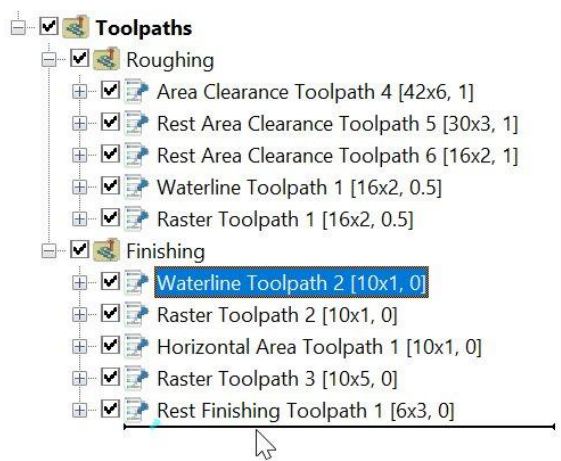 Toolpaths
Roughing
Area Clearance Toolpath 4 [42x6, 1]
Rest Area Clearance Toolpath 5 [30x3, 1]
Rest Area Clearance Toolpath 6 [16x2, 1]
Waterline Toolpath 1 [16x2, 0.5]
Raster Toolpath 1 [16x2, 0.5]
Finishing
Waterline Toolpath 2 [10x1, 0]
Raster Toolpath 2 [10x1, 0]
Horizontal Area Toolpath 1 [10x1, 0]
Raster Toolpath 3 [10x5, 0]
Rest Finishing Toolpath 1 [6x3, 0]